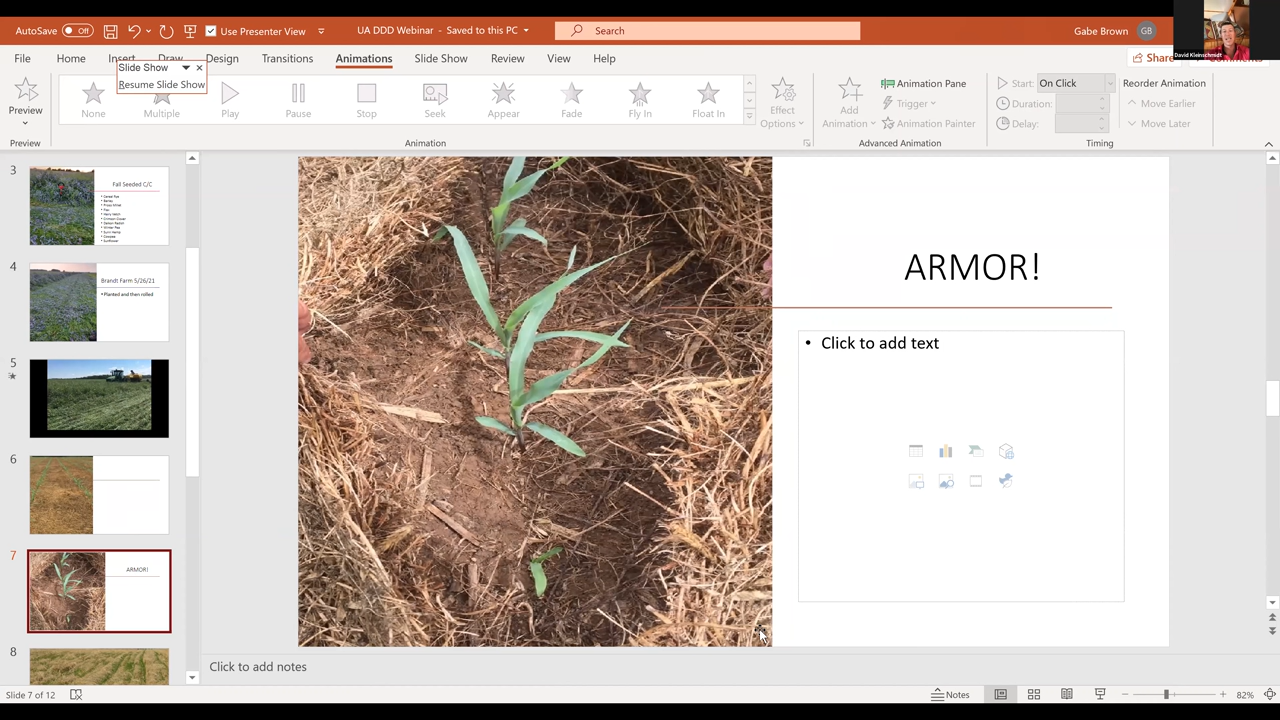 AutoSave Off Use Presenter View UA DDD Webinar - Saved to this PC Search Gabe Brown GB
David Kleinschmidt
File Home Insert Draw Design Transitions Animations Slide Show Review View Help Share
Slide Show
Resume Slide Show
Preview None Multiple Play Pause Stop Seek Appear Fade Fly In Float In Effect Options Add Animation Animation Pane Trigger Animation Painter Start: On Click Duration: Delay: Reorder Animation Move Earlier Move Later
Preview Animation Advanced Animation Timing
3
Fall Seeded C/C
4
Brandt Farm 5/26/21
• Planted and then rolled
5
6
7
ARMOR!
8
ARMOR!
• Click to add text
Click to add notes
Slide 7 of 12 Notes 82%